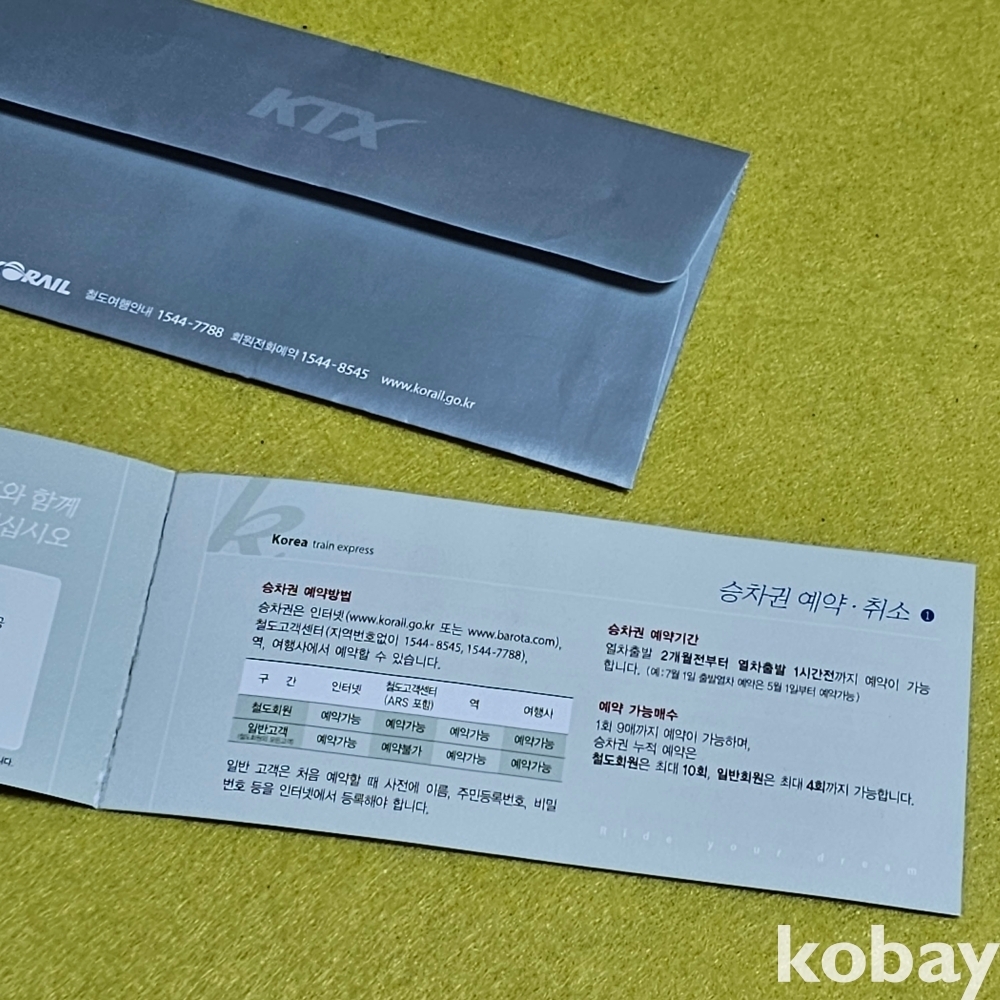 KTX
KORAIL 철도여행안내 1544-7788 회원전화예약 1544-8545 www.korail.go.kr
와 함께
십시오
Korea train express
승차권 예약·취소 1
승차권 예약방법
승차권은 인터넷(www.korail.go.kr 또는 www.barota.com),
철도고객센터(지역번호없이 1544-8545, 1544-7788),
역, 여행사에서 예약할 수 있습니다.
구 간 인터넷 철도고객센터 (ARS 포함) 역 여행사
철도회원 예약가능 예약가능 예약가능 예약가능
일반고객 예약가능 예약불가 예약가능 예약가능
일반 고객은 처음 예약할 때 사전에 이름, 주민등록번호, 비밀
번호 등을 인터넷에서 등록해야 합니다.
승차권 예약기간
열차출발 2개월전부터 열차출발 1시간전까지 예약이 가능
합니다. (예:7월 1일 출발열차 예약은 5월 1일부터 예약가능)
예약 가능매수
1회 9매까지 예약이 가능하며,
승차권 누적 예약은
철도회원은 최대 10회, 일반회원은 최대 4회까지 가능합니다.
Ride your dream
kobay